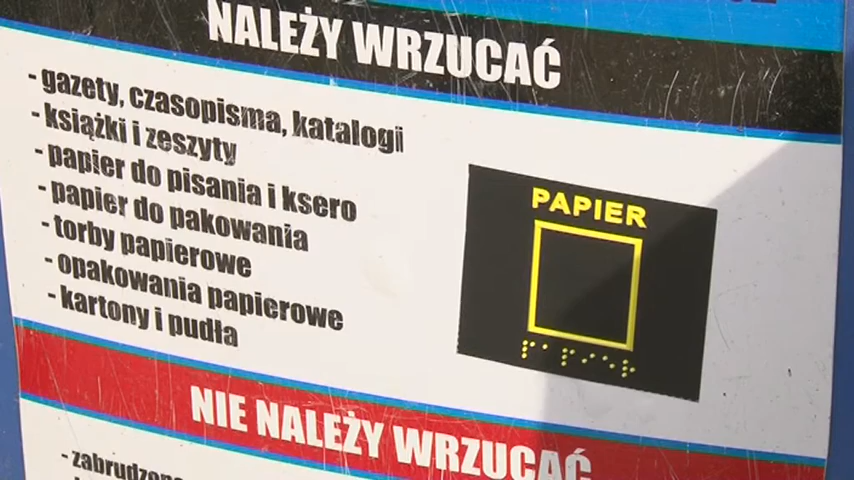 NALEŻY WRZUCAĆ
- gazety, czasopisma, katalogi
- książki i zeszyty
- papier do pisania i ksero
- papier do pakowania
- torby papierowe
- opakowania papierowe
- kartony i pudła
PAPIER
NIE NALEŻY WRZUCAĆ